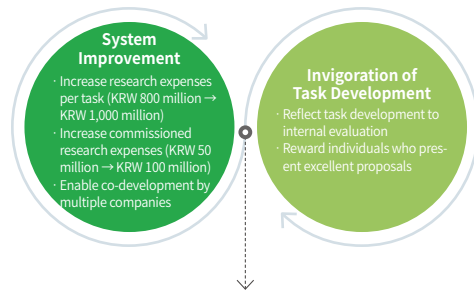 System
Improvement
· Increase research expenses
per task (KRW 800 million →
KRW 1,000 million)
· Increase commissioned
research expenses (KRW 50
million → KRW 100 million)
· Enable co-development by
multiple companies
Invigoration of
Task Development
· Reflect task development to
internal evaluation
· Reward individuals who pres-
ent excellent proposals